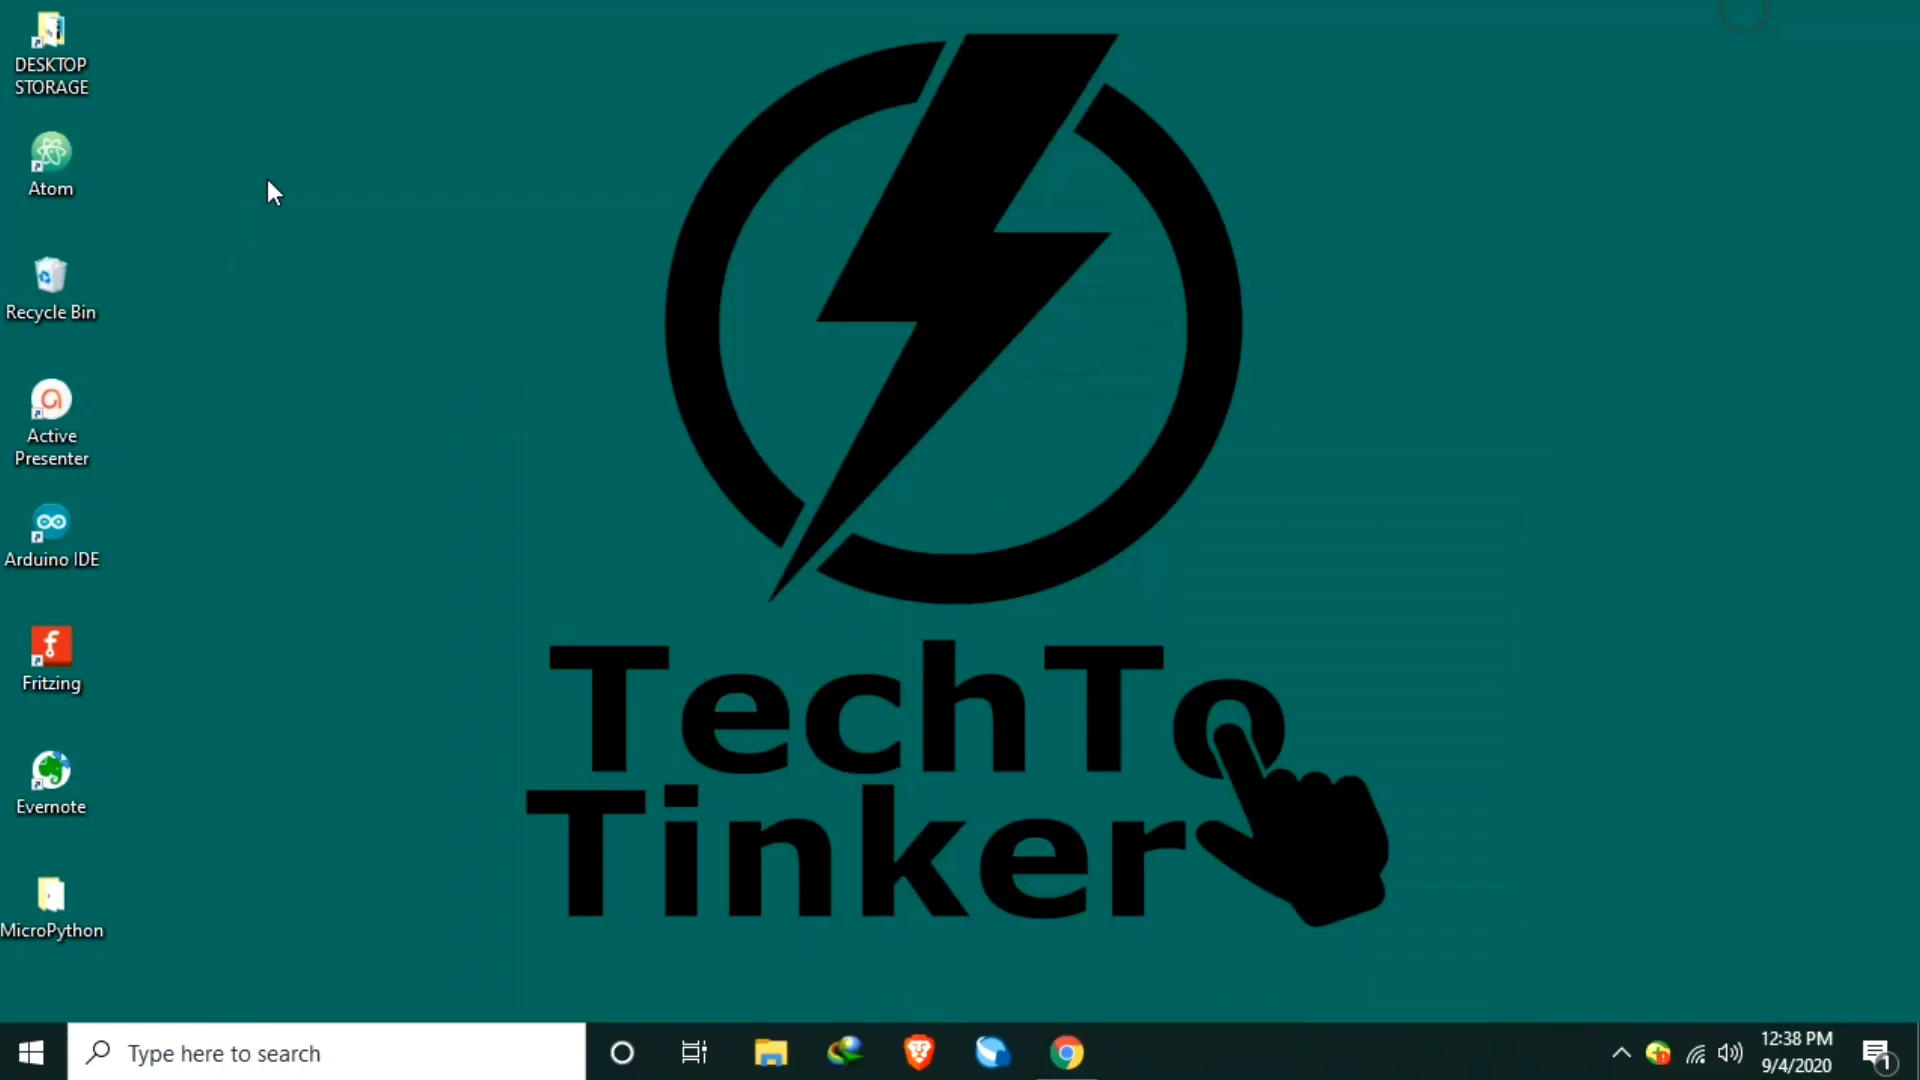 DESKTOP
STORAGE
Atom
Recycle Bin
Active
Presenter
Arduino IDE
Fritzing
Evernote
MicroPython
TechTo
Tinker
Type here to search
12:38 PM
9/4/2020
1